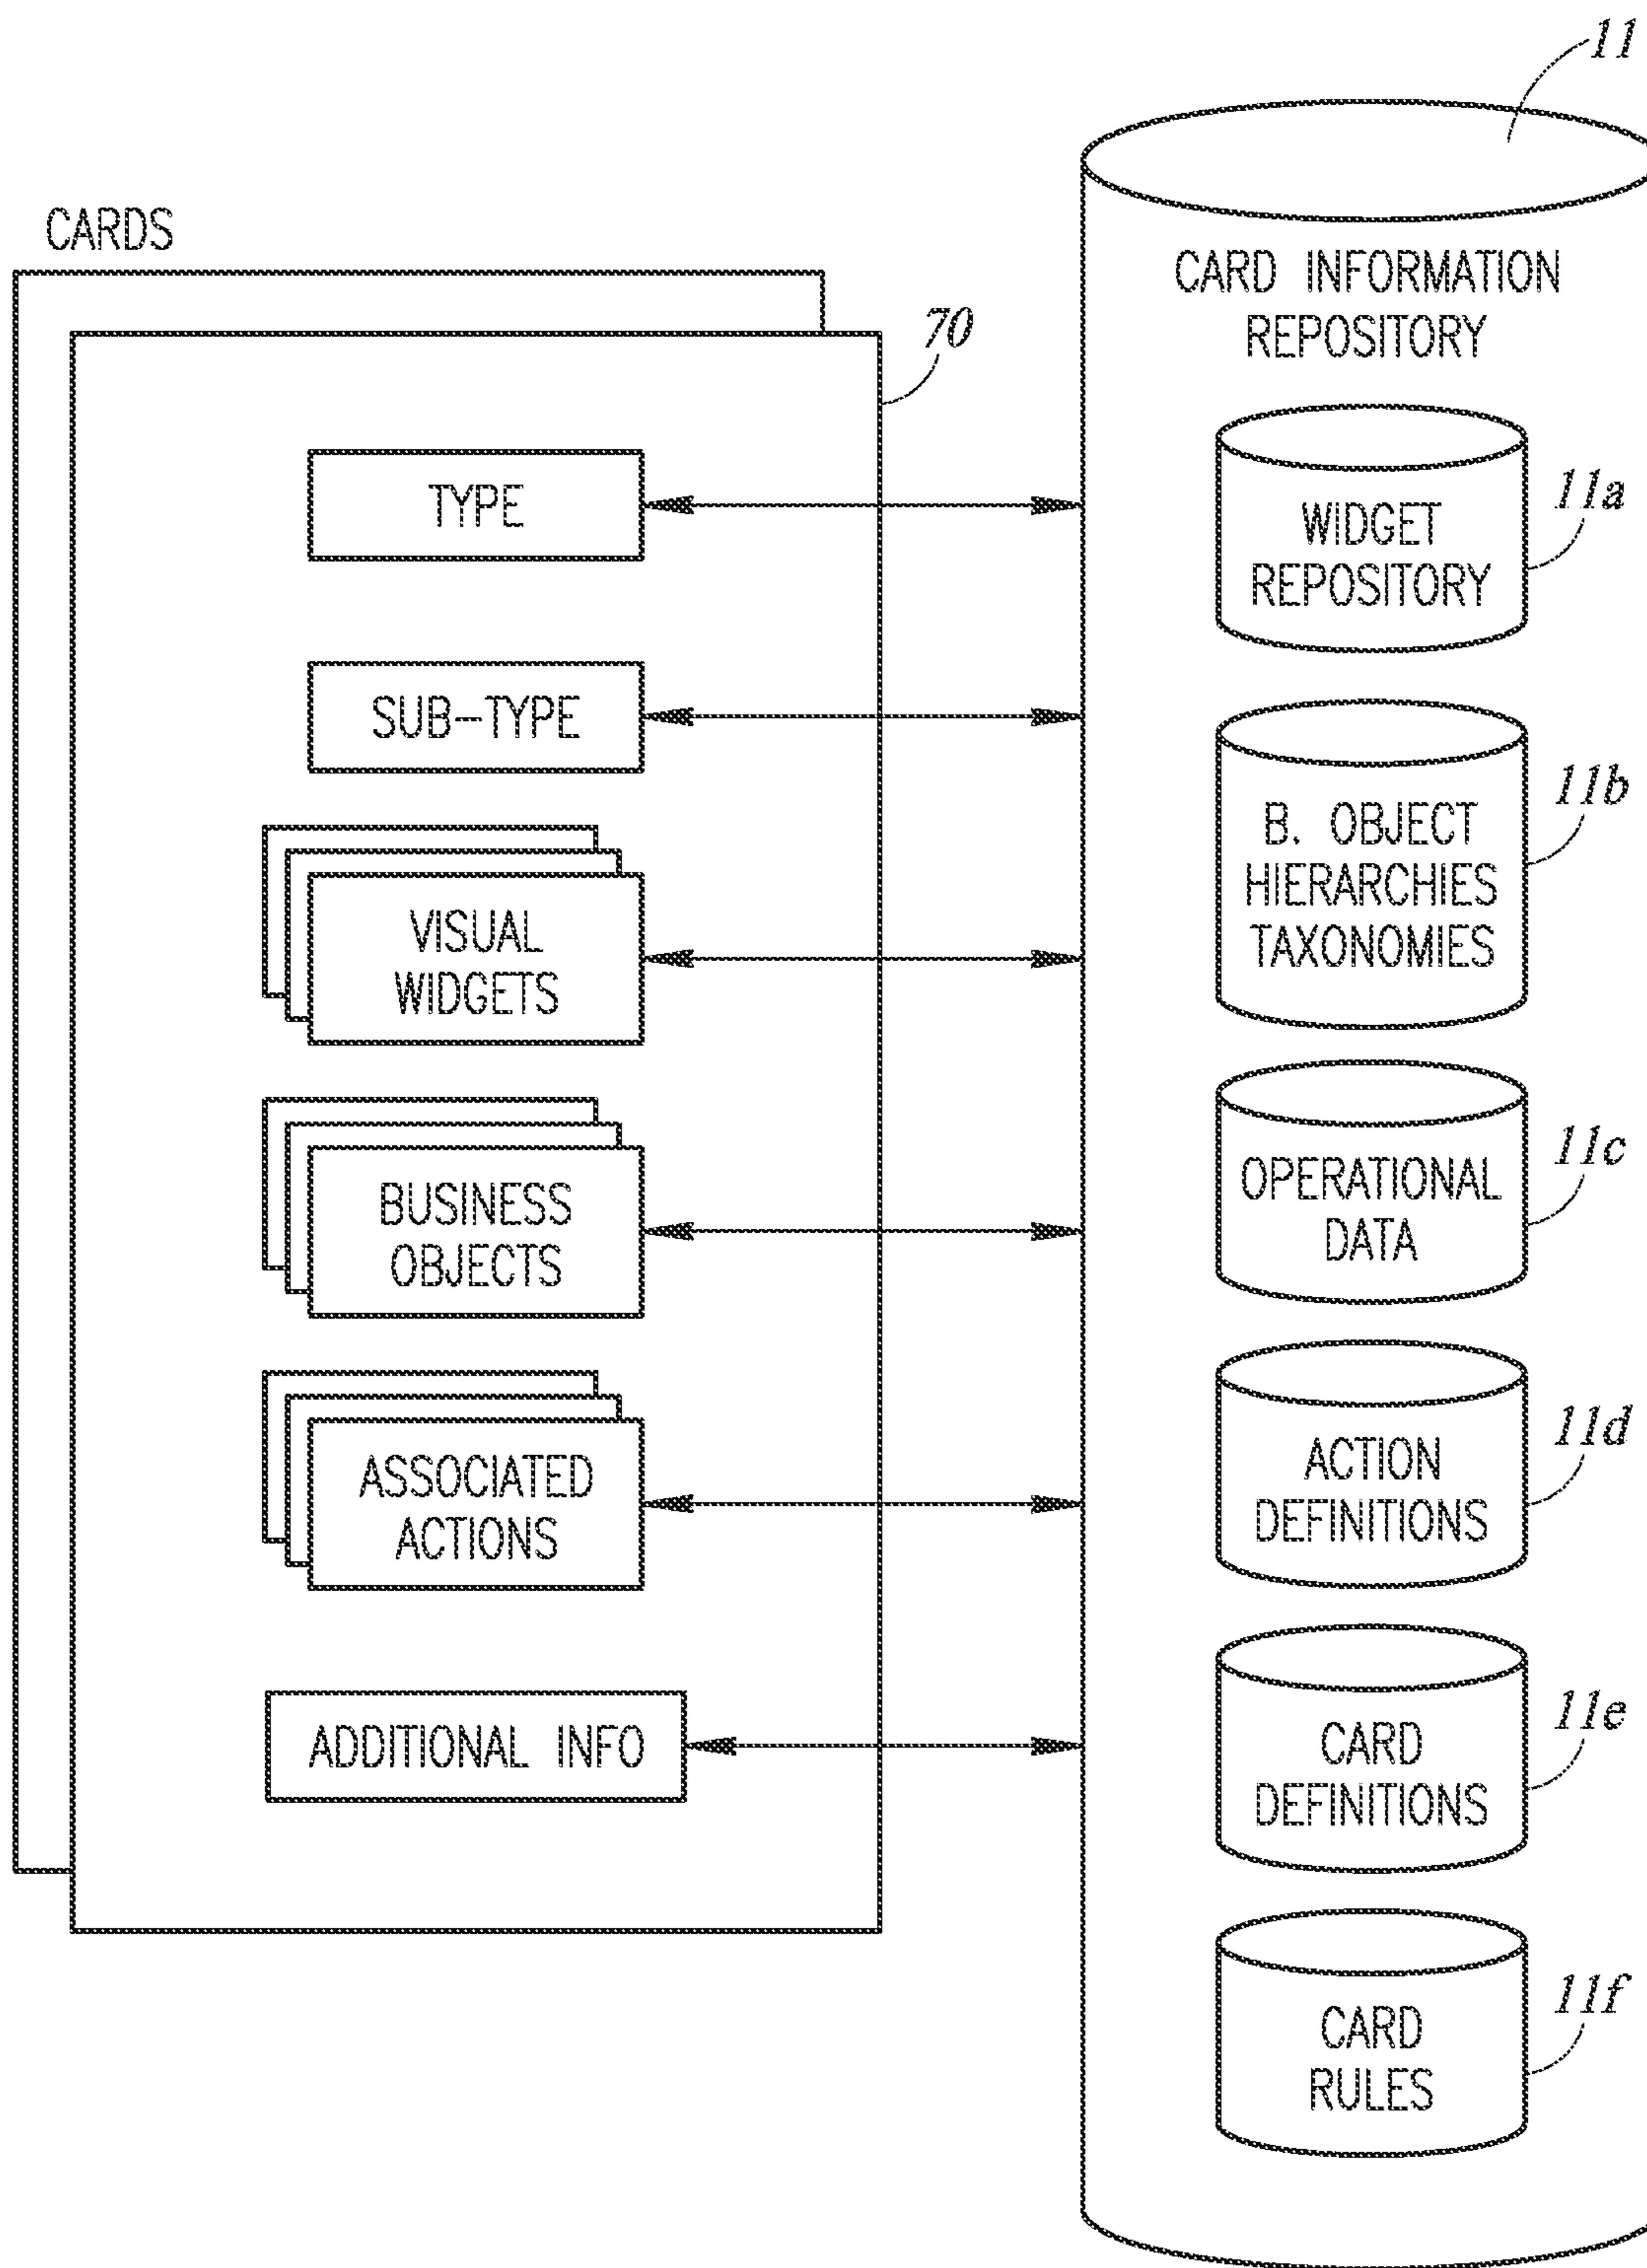 CARDS
70
TYPE
SUB-TYPE
VISUAL
WIDGETS
BUSINESS
OBJECTS
ASSOCIATED
ACTIONS
ADDITIONAL INFO
11
CARD INFORMATION
REPOSITORY
WIDGET
REPOSITORY
11a
B. OBJECT
HIERARCHIES
TAXONOMIES
11b
OPERATIONAL
DATA
11c
ACTION
DEFINITIONS
11d
CARD
DEFINITIONS
11e
CARD
RULES
11f